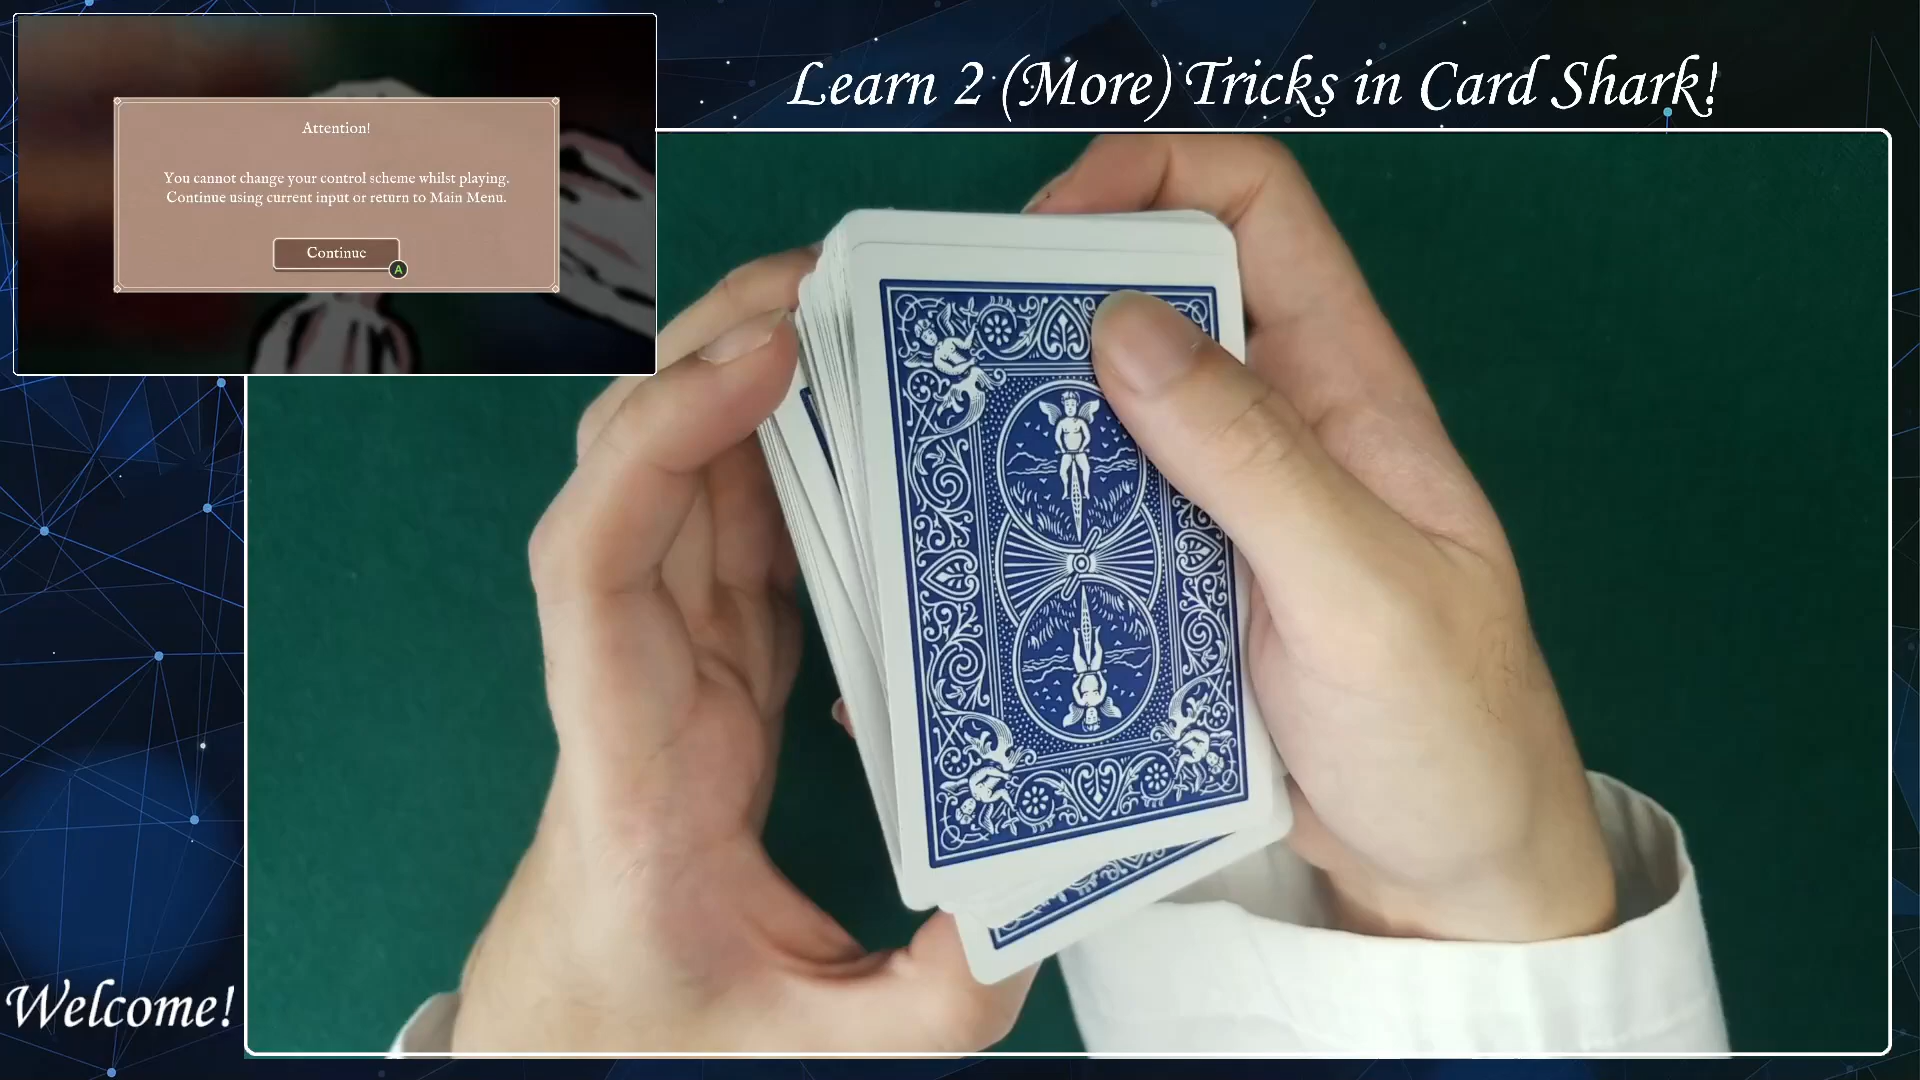 Learn 2 (More) Tricks in Card Shark!
Attention!
You cannot change your control scheme whilst playing.
Continue using current input or return to Main Menu.
Continue
A
Welcome!